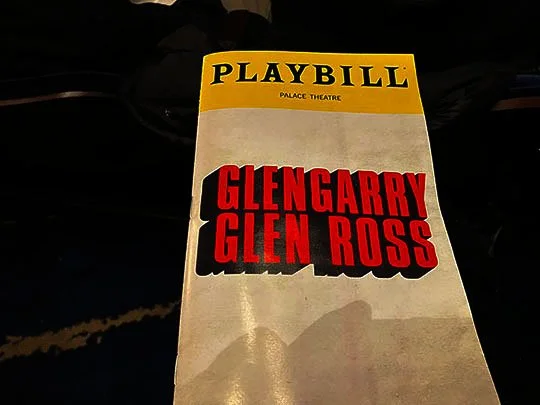 PLAYBILL
PALACE THEATRE
GLENGARRY
GLEN ROSS